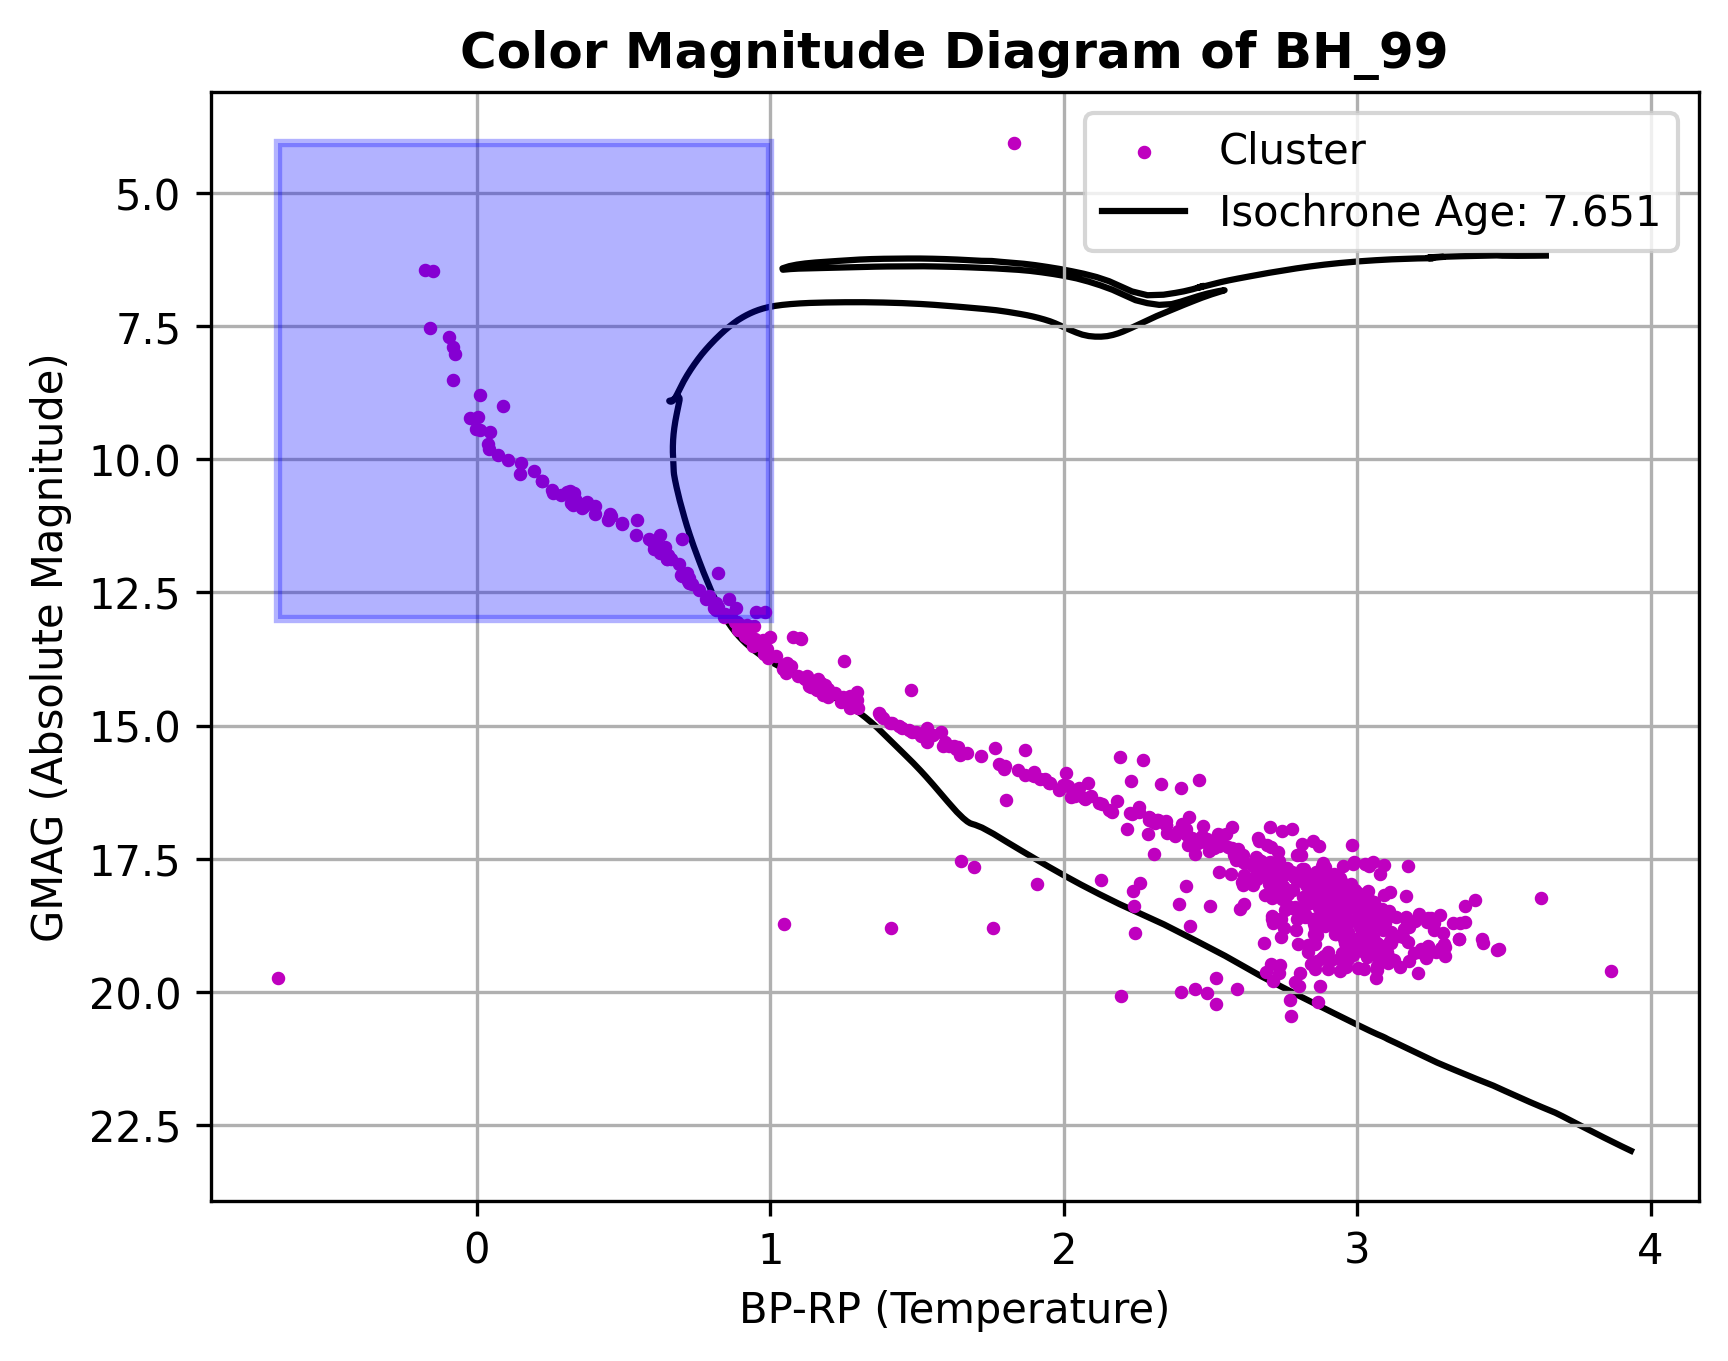 Color Magnitude Diagram of BH_99
Cluster
Isochrone Age: 7.651
GMAG (Absolute Magnitude)
5.0
7.5
10.0
12.5
15.0
17.5
20.0
22.5
0 1 2 3 4
BP-RP (Temperature)